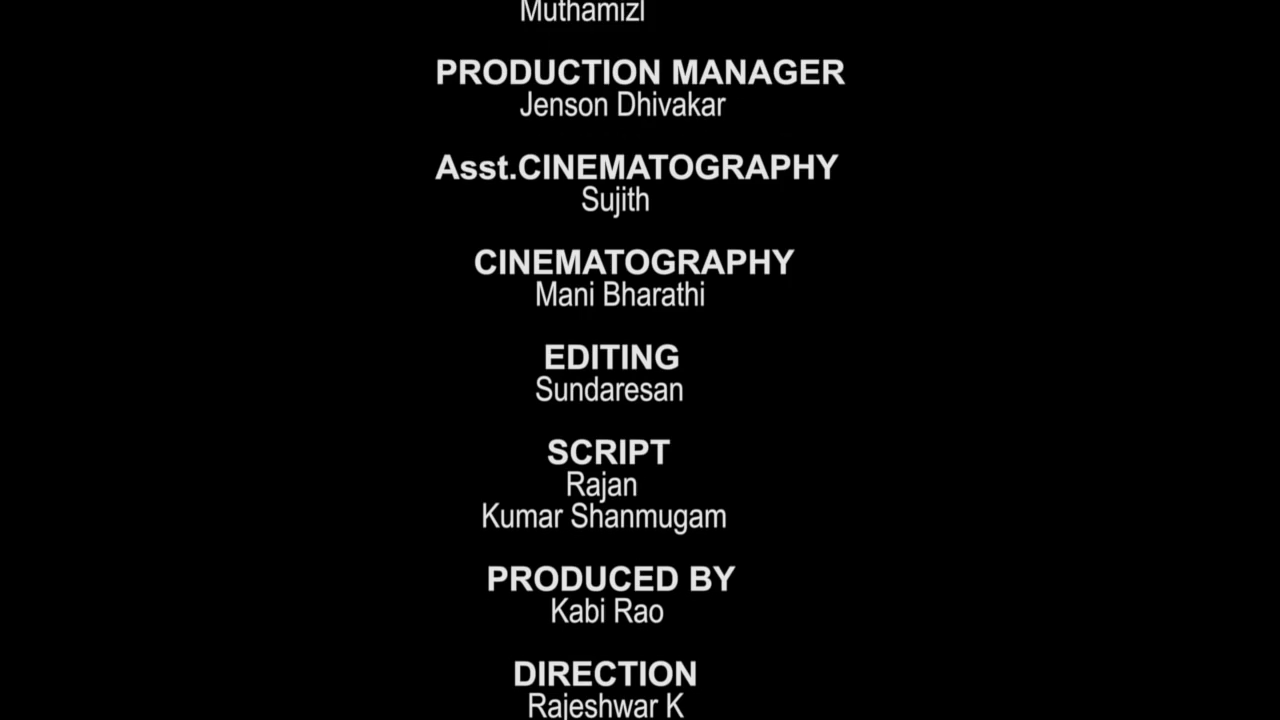 Muthamizl
PRODUCTION MANAGER
Jenson Dhivakar
Asst.CINEMATOGRAPHY
Sujith
CINEMATOGRAPHY
Mani Bharathi
EDITING
Sundaresan
SCRIPT
Rajan
Kumar Shanmugam
PRODUCED BY
Kabi Rao
DIRECTION
Rajeshwar K